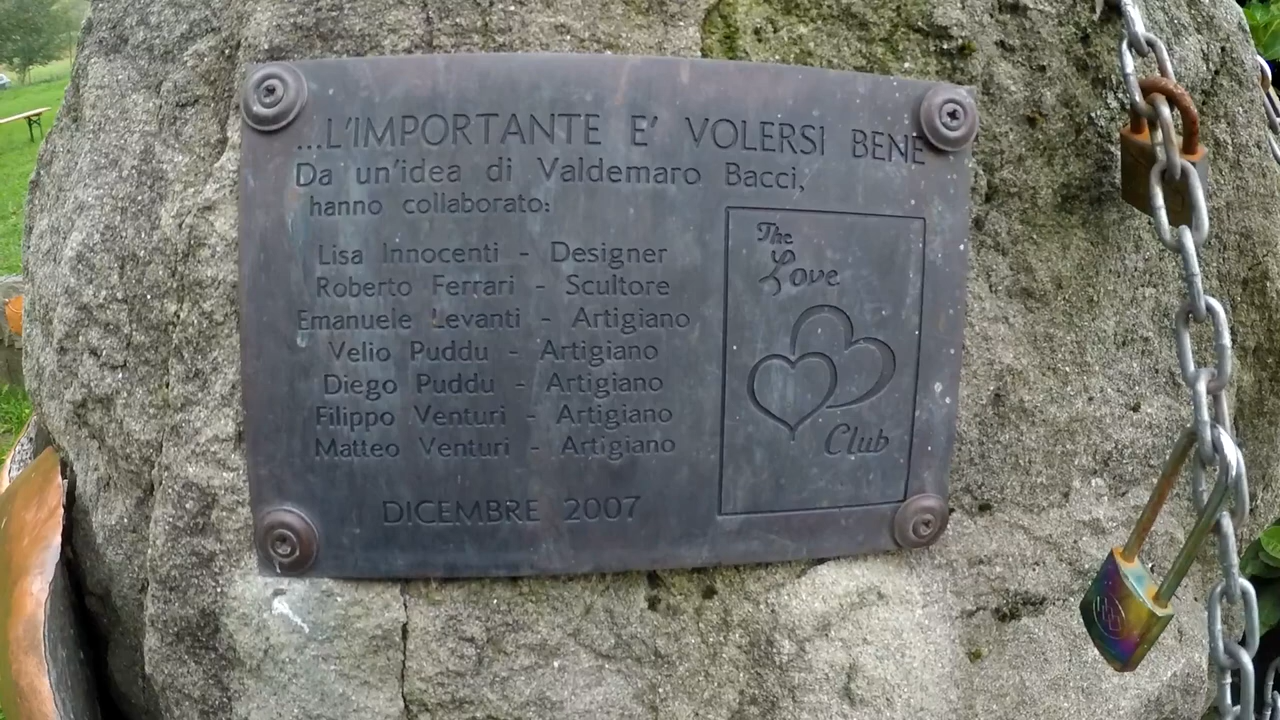 ...L'IMPORTANTE E' VOLERSI BENE
Da un'idea di Valdemaro Bacci,
hanno collaborato:
Lisa Innocenti - Designer
Roberto Ferrari - Scultore
Emanuele Levanti - Artigiano
Velio Puddu - Artigiano
Diego Puddu - Artigiano
Filippo Venturi - Artigiano
Matteo Venturi - Artigiano
DICEMBRE 2007
The
Love
Club